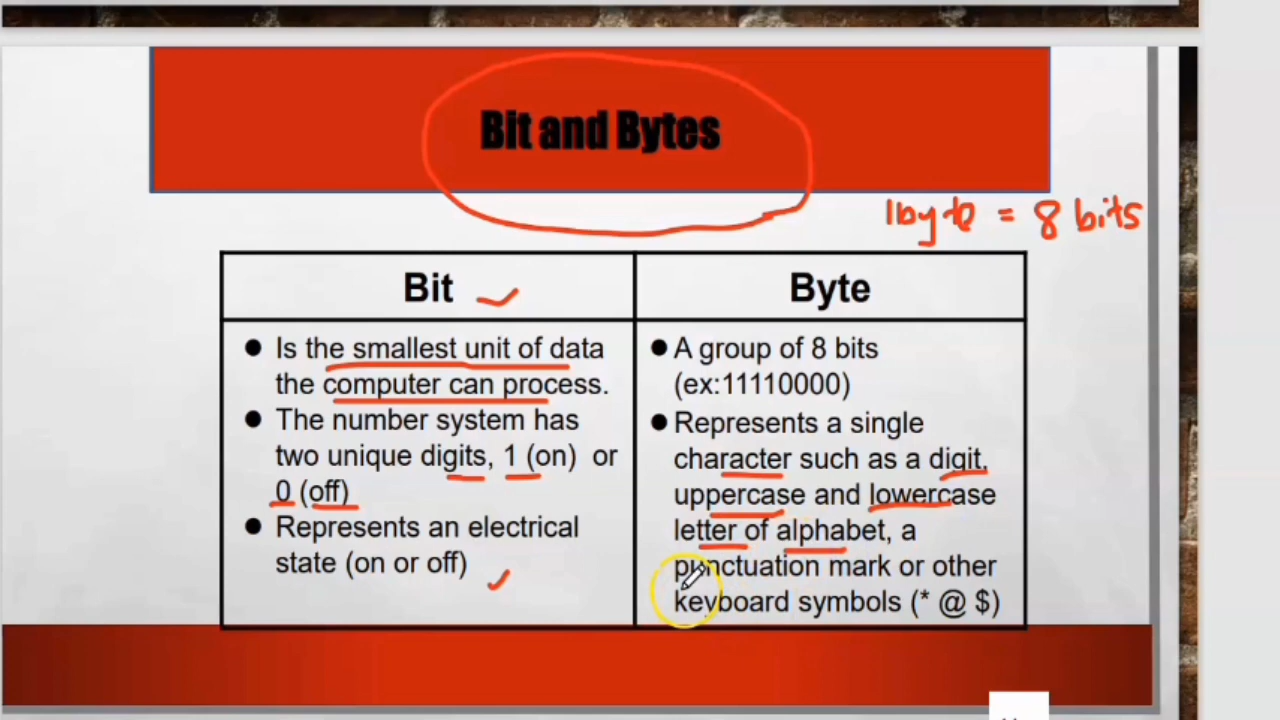 Bit and Bytes
1byte = 8 bits
Bit
Byte
● Is the smallest unit of data
the computer can process.
● The number system has
two unique digits, 1 (on) or
0 (off)
● Represents an electrical
state (on or off)
● A group of 8 bits
(ex:11110000)
● Represents a single
character such as a digit,
uppercase and lowercase
letter of alphabet, a
punctuation mark or other
keyboard symbols (* @ $)